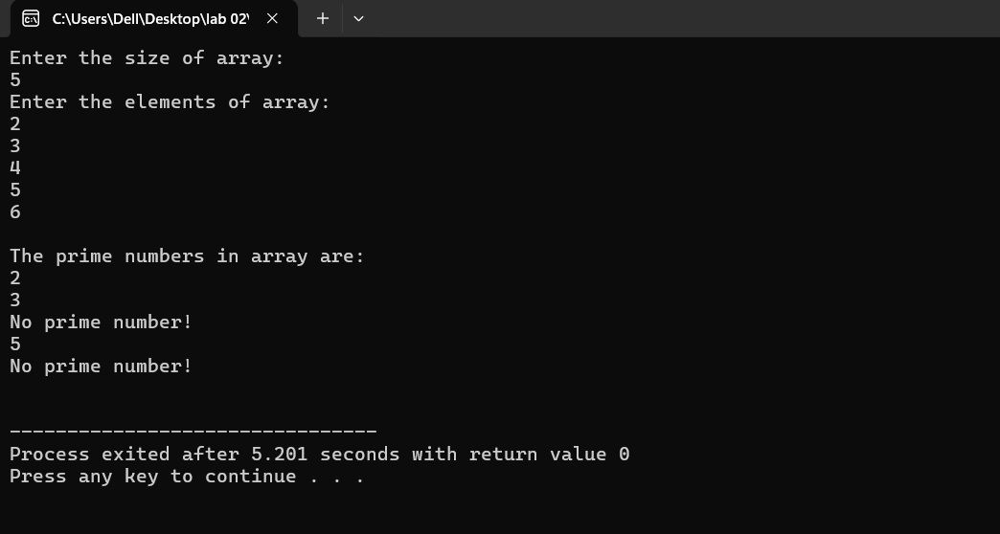 C:\Users\Dell\Desktop\lab 02\
Enter the size of array:
5
Enter the elements of array:
2
3
4
5
6
The prime numbers in array are:
2
3
No prime number!
5
No prime number!
--------------------------------
Process exited after 5.201 seconds with return value 0
Press any key to continue . . .